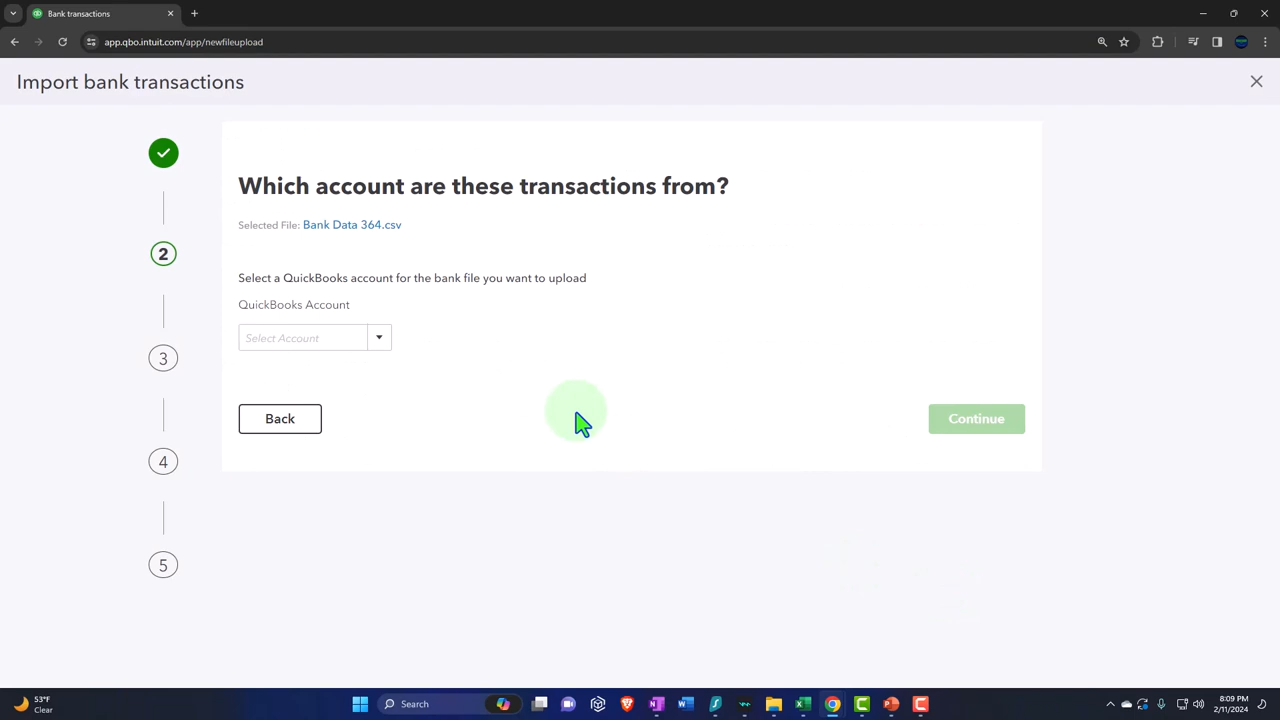 Bank transactions
app.qbo.intuit.com/app/newfileupload
Import bank transactions
Which account are these transactions from?
Selected File: Bank Data 364.csv
2
Select a QuickBooks account for the bank file you want to upload
QuickBooks Account
3
Select Account
Back
Continue
4
5
53°F
Clear
Search
8:09 PM
2/11/2024